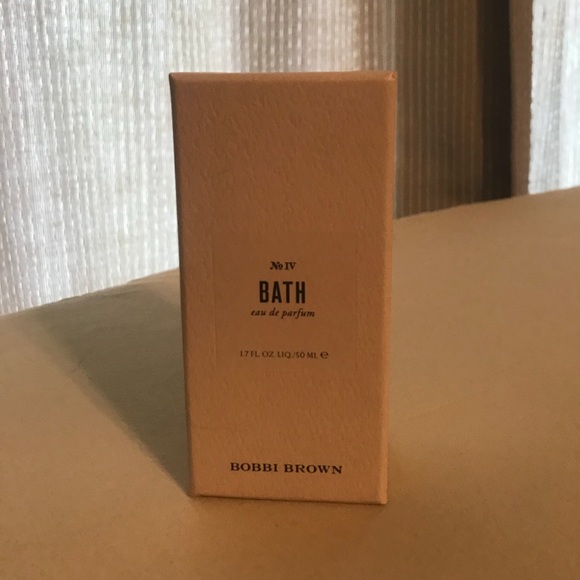 No IV
BATH
eau de parfum
1.7 FL. OZ. LIQ./50 ML ℮
BOBBI BROWN